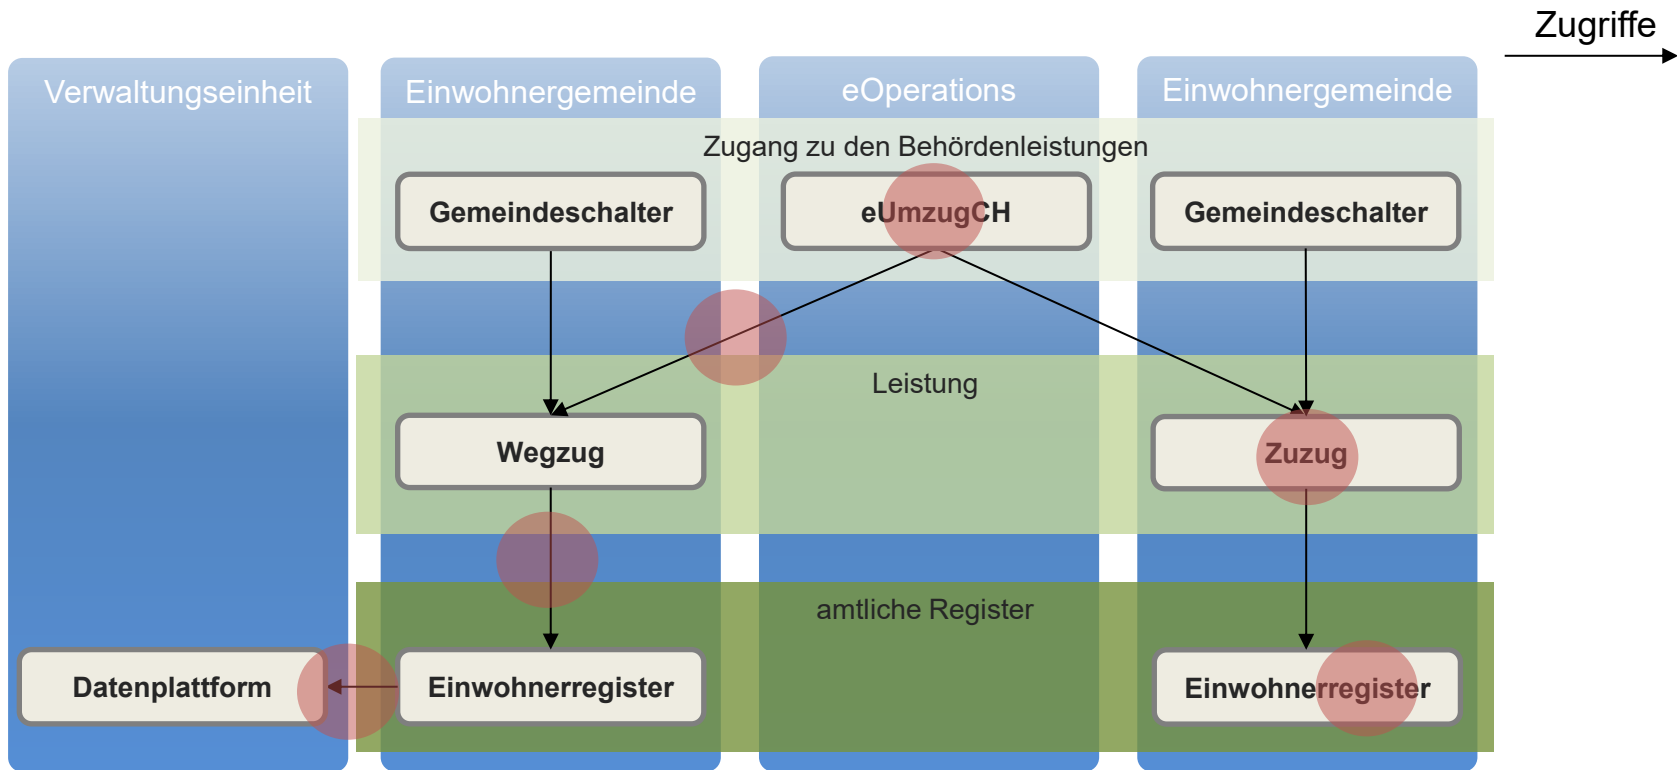 Zugriffe
Verwaltungseinheit
Einwohnergemeinde
eOperations
Einwohnergemeinde
Zugang zu den Behördenleistungen
Gemeindeschalter
eUmzugCH
Gemeindeschalter
Leistung
Wegzug
Zuzug
amtliche Register
Datenplattform
Einwohnerregister
Einwohnerregister